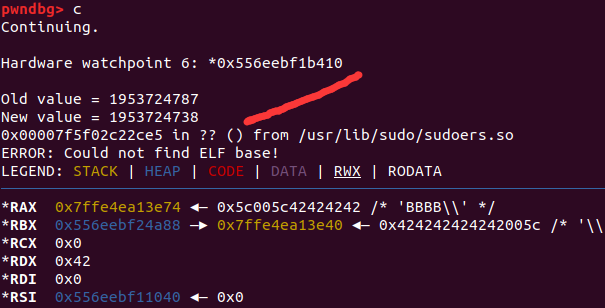 pwndbg> c
Continuing.
Hardware watchpoint 6: *0x556eebf1b410
Old value = 1953724787
New value = 1953724738
0x00007f5f02c22ce5 in ?? () from /usr/lib/sudo/sudoers.so
ERROR: Could not find ELF base!
LEGEND: STACK | HEAP | CODE | DATA | RWX | RODATA
*RAX 0x7ffe4ea13e74 ◂— 0x5c005c42424242 /* 'BBBB\\' */
*RBX 0x556eebf24a88 —▸ 0x7ffe4ea13e40 ◂— 0x424242424242005c /* '\\
*RCX 0x0
*RDX 0x42
*RDI 0x0
*RSI 0x556eebf11040 ◂— 0x0